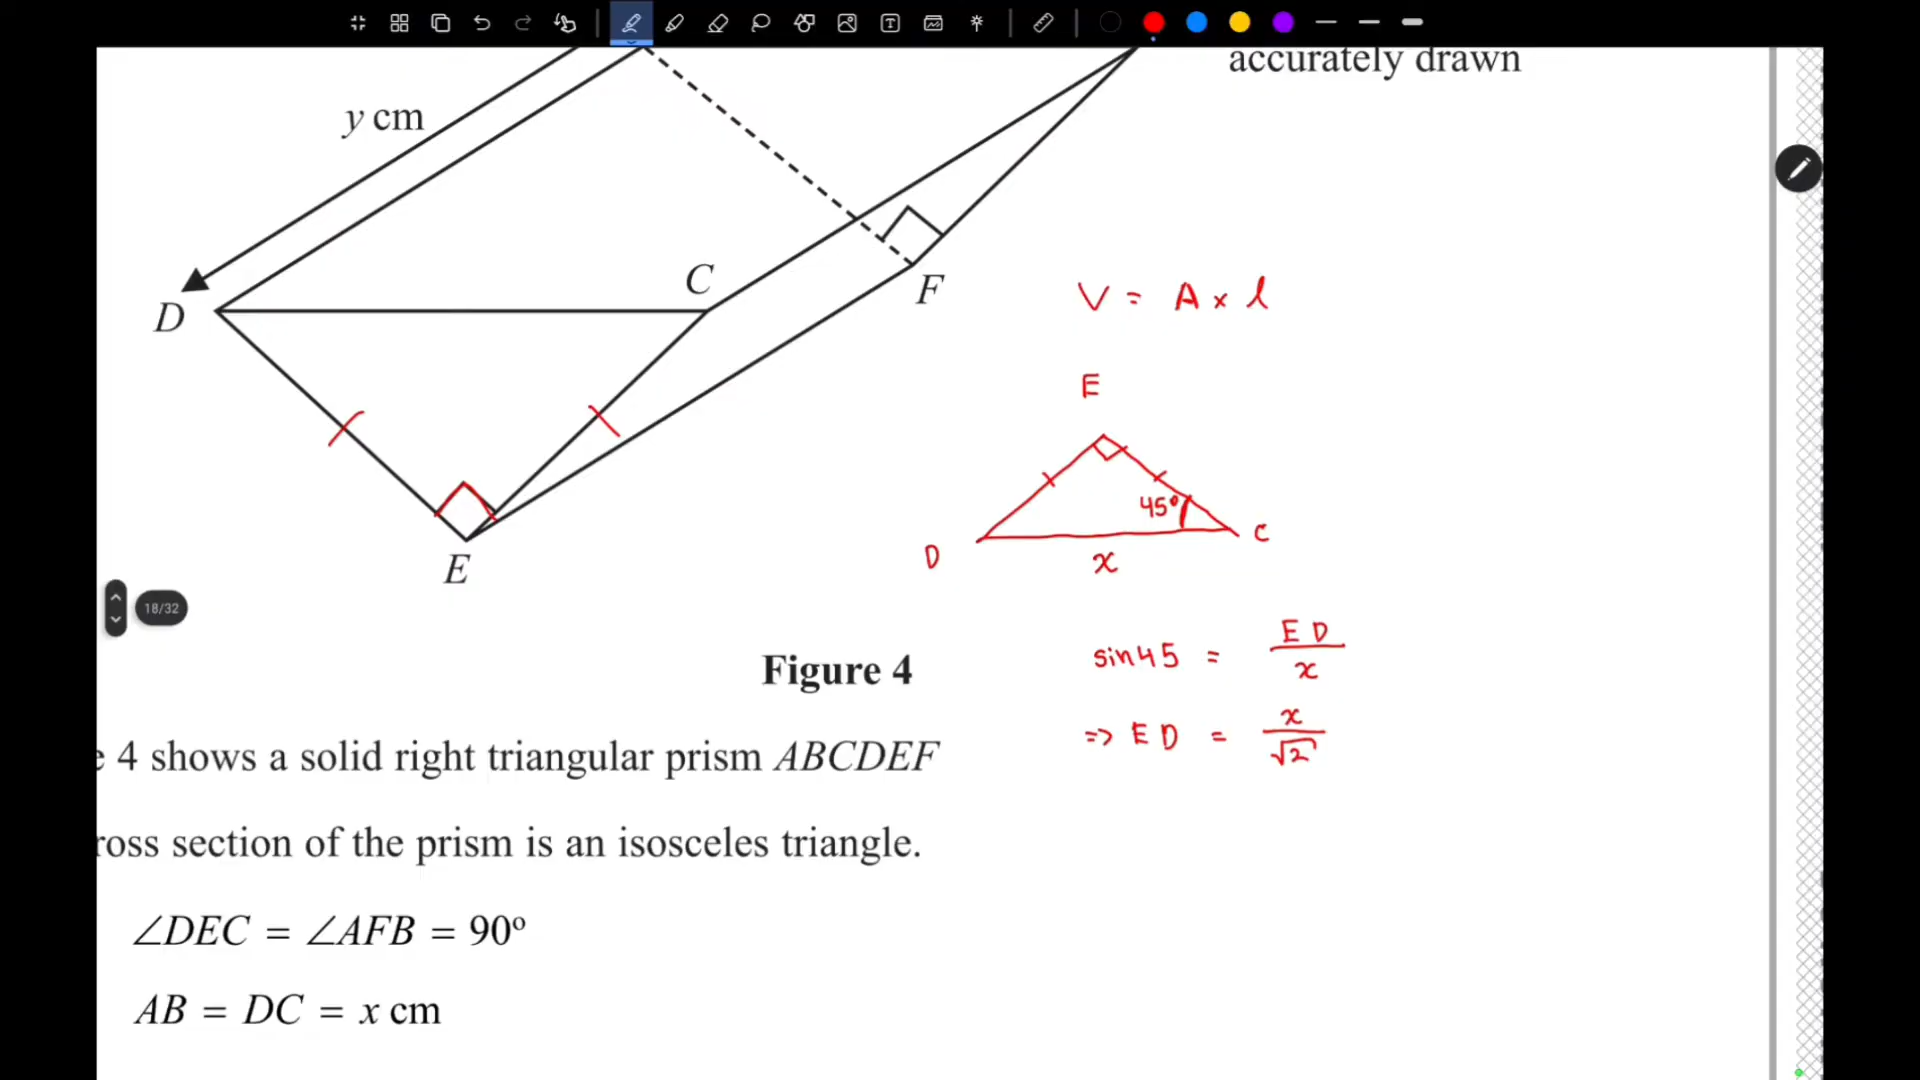 accurately drawn
y cm
C
F
D
V = A × l
E
45°
D
C
x
E
18/32
sin45 = ED/x
Figure 4
⇒ ED = x/√2
e 4 shows a solid right triangular prism ABCDEF
ross section of the prism is an isosceles triangle.
∠DEC = ∠AFB = 90°
AB = DC = x cm